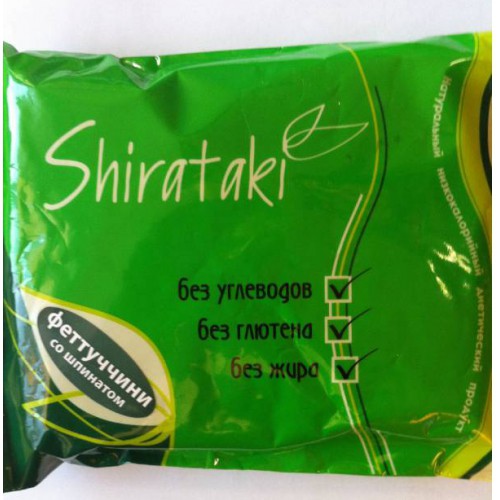 Shirataki
без углеводов
без глютена
без жира
феттуччини
со шпинатом
натуральный низкокалорийный диетический продукт